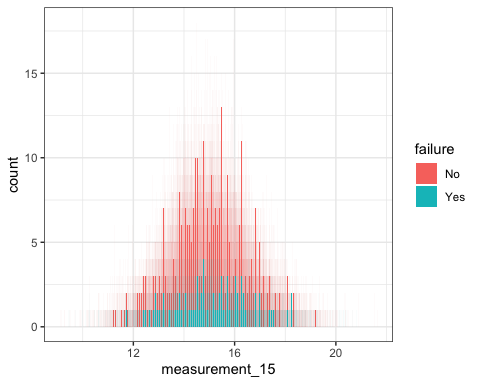 15
10
5
0
count
12
16
20
measurement_15
failure
No
Yes